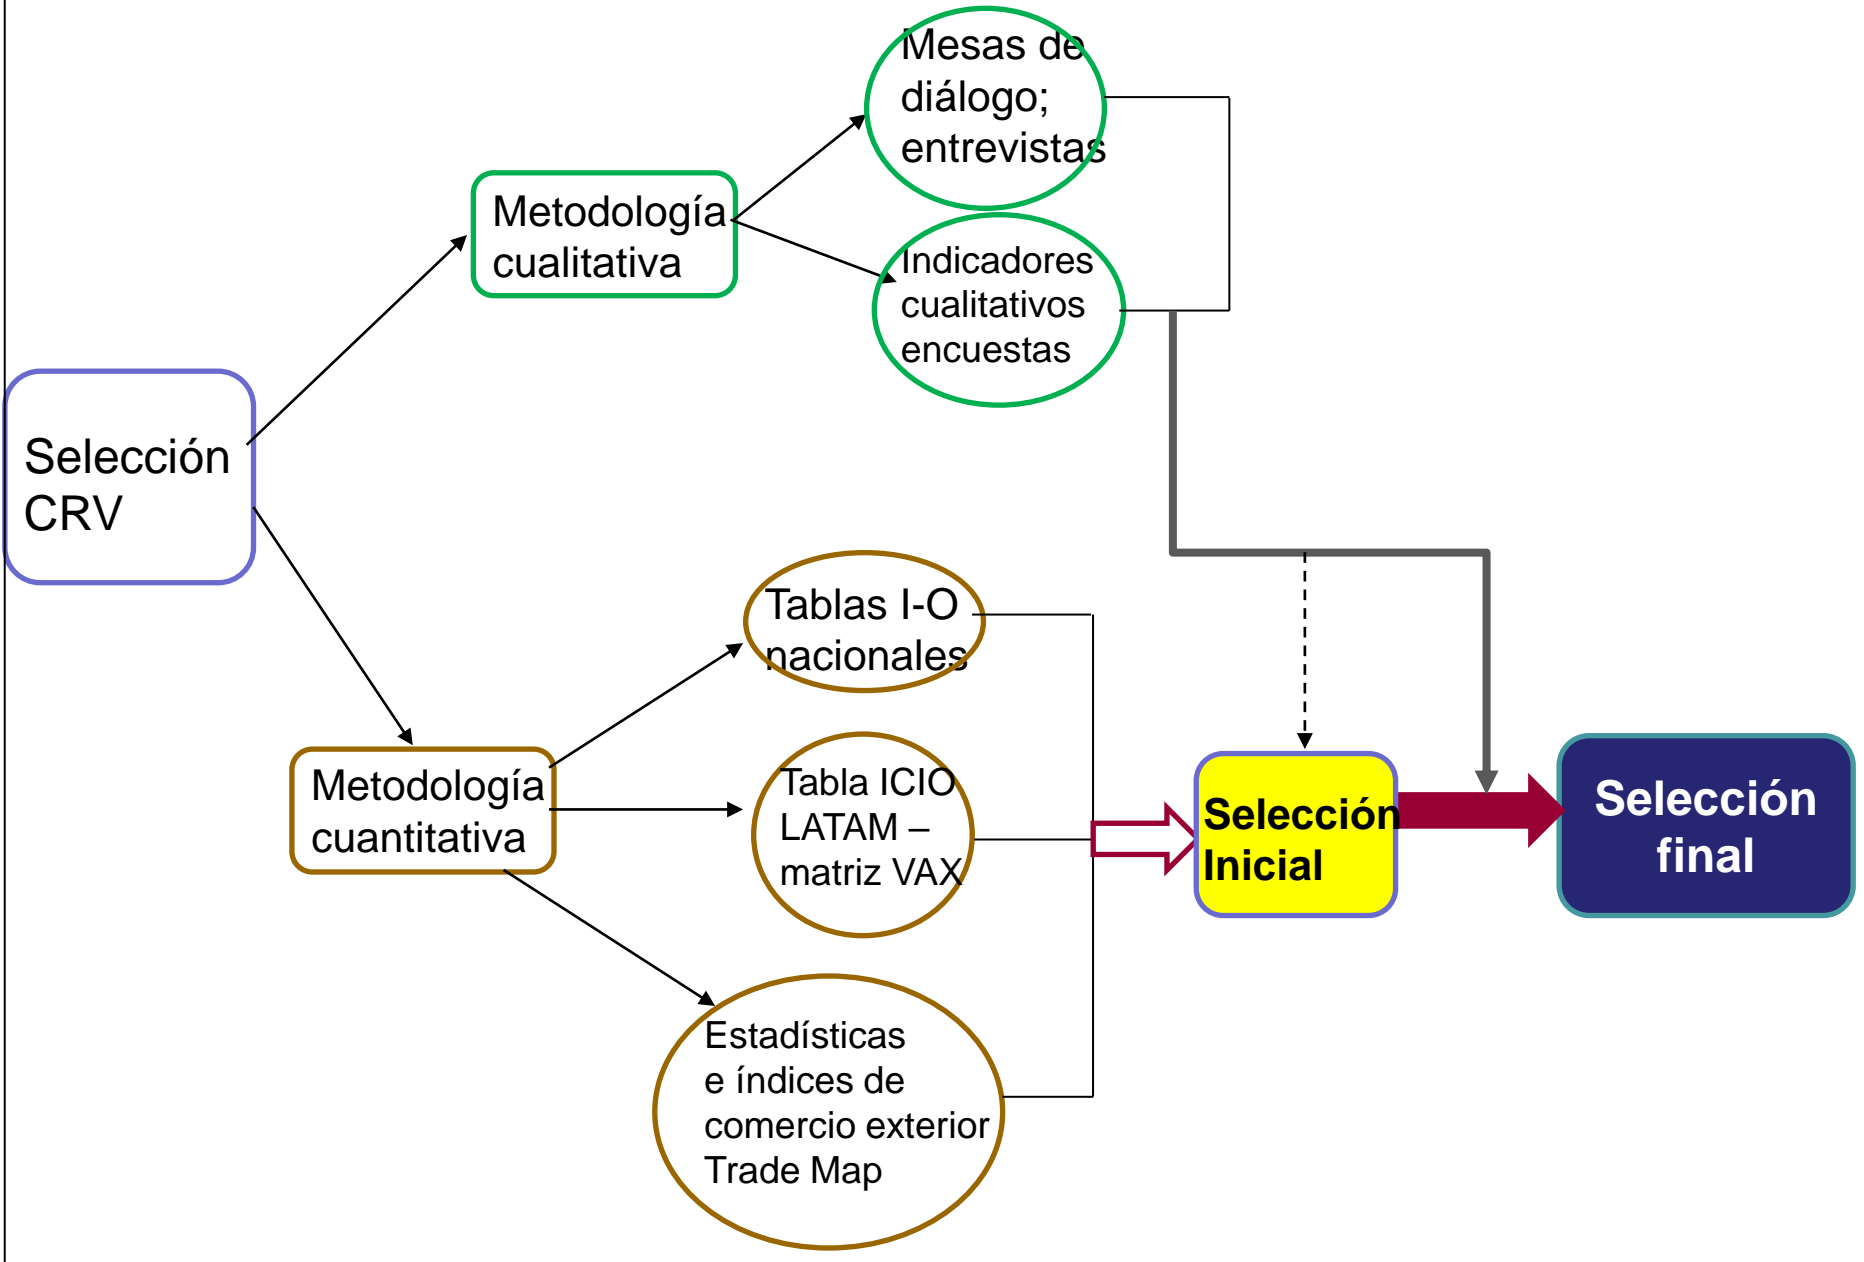 Mesas de
diálogo;
entrevistas
Metodología
cualitativa
Indicadores
cualitativos
encuestas
Selección
CRV
Tablas I-O
nacionales
Metodología
cuantitativa
Tabla ICIO
LATAM –
matriz VAX
Selección
Inicial
Selección
final
Estadísticas
e índices de
comercio exterior
Trade Map